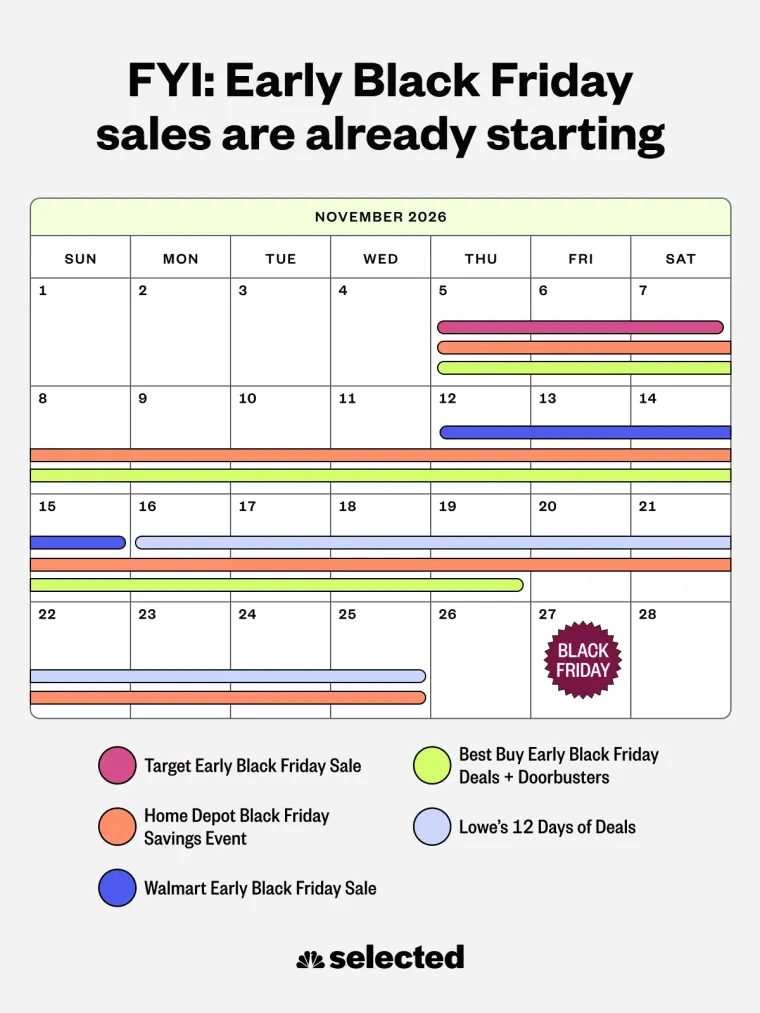 FYI: Early Black Friday
sales are already starting
NOVEMBER 2026
SUN MON TUE WED THU FRI SAT
1 2 3 4 5 6 7
8 9 10 11 12 13 14
15 16 17 18 19 20 21
22 23 24 25 26 27 28
BLACK
FRIDAY
Target Early Black Friday Sale
Home Depot Black Friday
Savings Event
Walmart Early Black Friday Sale
Best Buy Early Black Friday
Deals + Doorbusters
Lowe’s 12 Days of Deals
selected